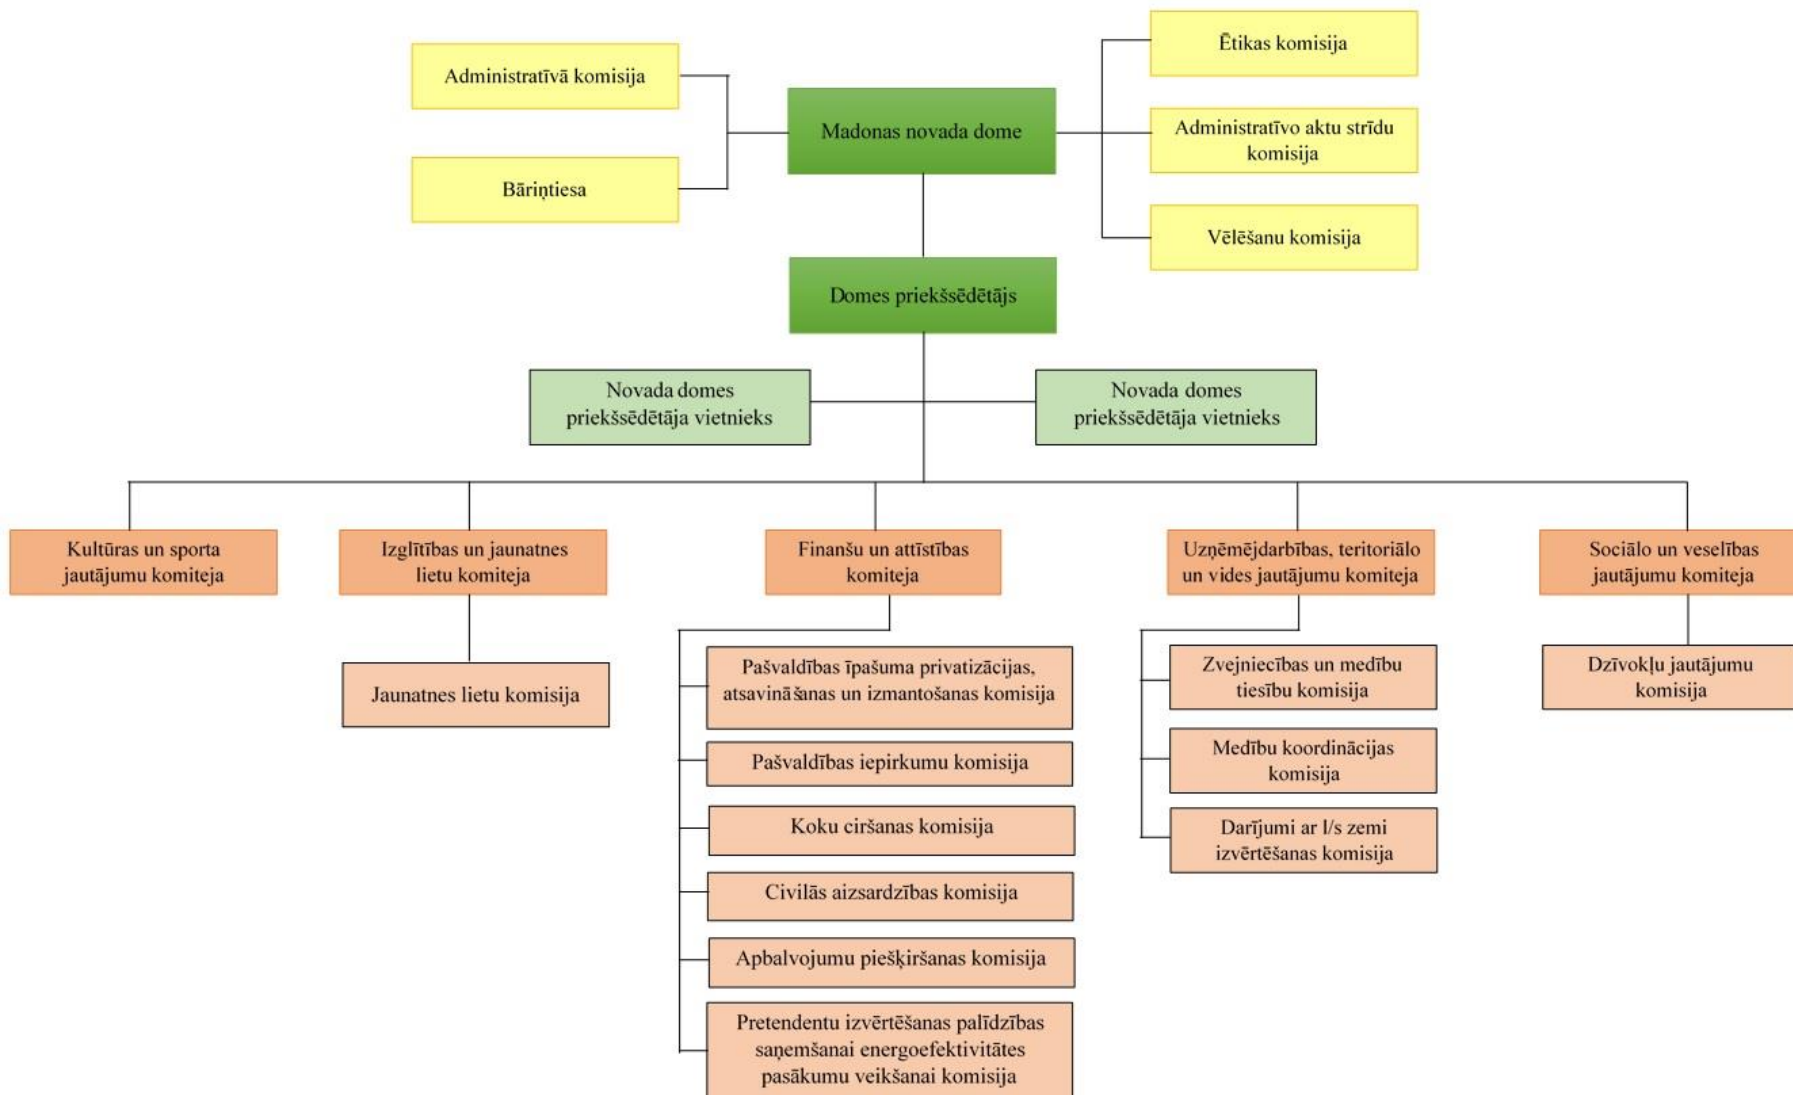 Ētikas komisija
Administratīvā komisija
Madonas novada dome
Administratīvo aktu strīdu
komisija
Bāriņtiesa
Vēlēšanu komisija
Domes priekšsēdētājs
Novada domes
priekšsēdētāja vietnieks
Novada domes
priekšsēdētāja vietnieks
Kultūras un sporta
jautājumu komiteja
Izglītības un jaunatnes
lietu komiteja
Finanšu un attīstības
komiteja
Uzņēmējdarbības, teritoriālo
un vides jautājumu komiteja
Sociālo un veselības
jautājumu komiteja
Jaunatnes lietu komisija
Pašvaldības īpašuma privatizācijas,
atsavināšanas un izmantošanas komisija
Pašvaldības iepirkumu komisija
Koku ciršanas komisija
Civilās aizsardzības komisija
Apbalvojumu piešķiršanas komisija
Pretendentu izvērtēšanas palīdzības
saņemšanai energoefektivitātes
pasākumu veikšanai komisija
Zvejniecības un medību
tiesību komisija
Medību koordinācijas
komisija
Darījumi ar l/s zemi
izvērtēšanas komisija
Dzīvokļu jautājumu
komisija